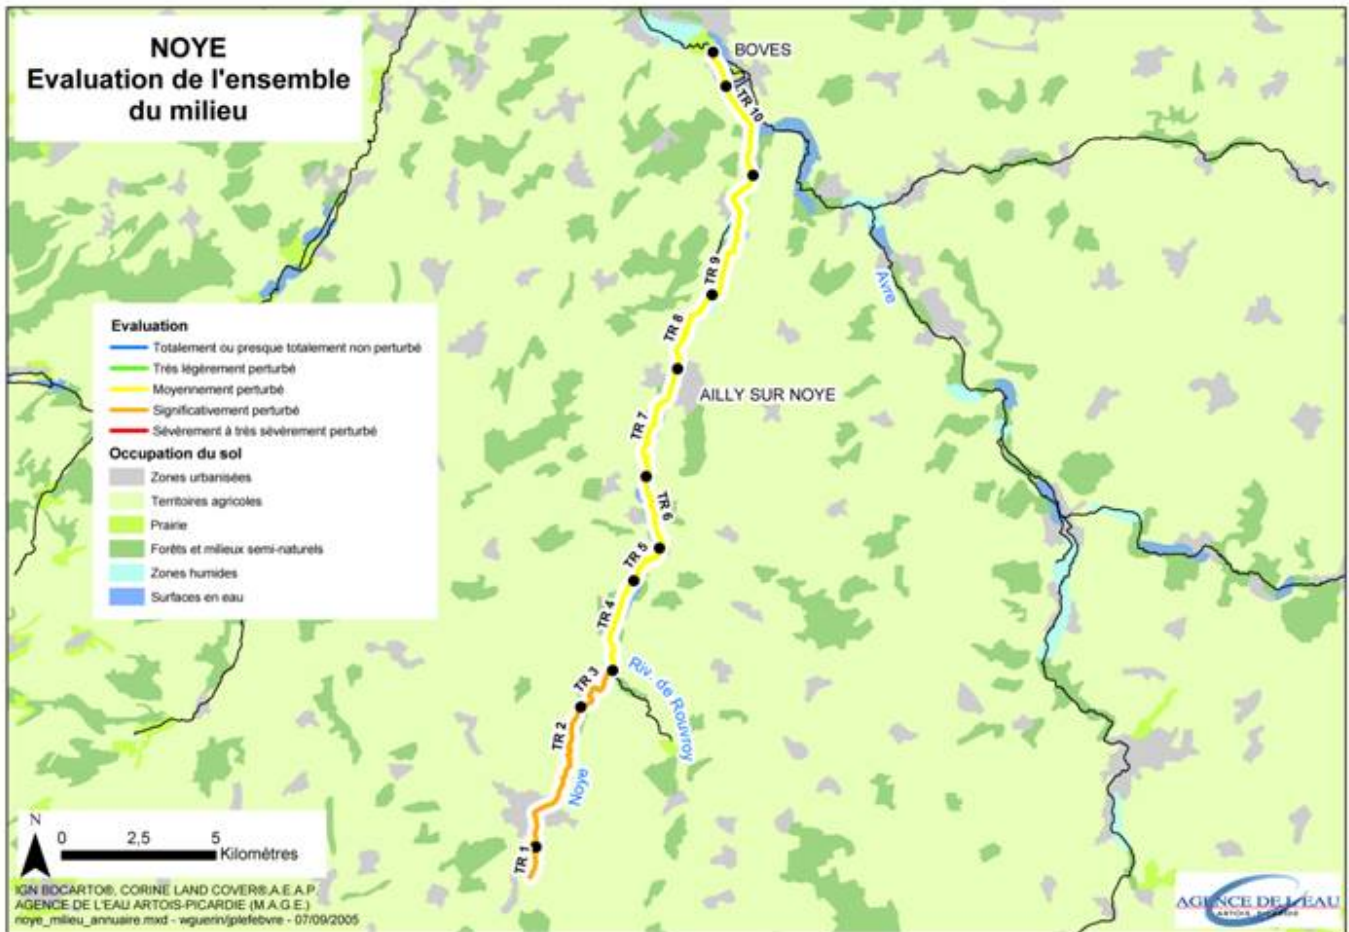 NOYE
Evaluation de l'ensemble
du milieu
BOVES
TR 10
TR 9
Avre
TR 8
AILLY SUR NOYE
TR 7
TR 6
TR 5
TR 4
Riv. de Rouvroy
TR 3
TR 2
Noye
TR 1
Evaluation
Totalement ou presque totalement non perturbé
Très légèrement perturbé
Moyennement perturbé
Significativement perturbé
Sévèrement à très sévèrement perturbé
Occupation du sol
Zones urbanisées
Territoires agricoles
Prairie
Forêts et milieux semi-naturels
Zones humides
Surfaces en eau
N
0 2,5 5
Kilomètres
IGN BDCARTO®, CORINE LAND COVER®,A.E.A.P.
AGENCE DE L'EAU ARTOIS-PICARDIE (M.A.G.E.)
noye_milieu_annuaire.mxd - wguerin/jplefebvre - 07/09/2005
AGENCE DE L'EAU
ARTOIS PICARDIE